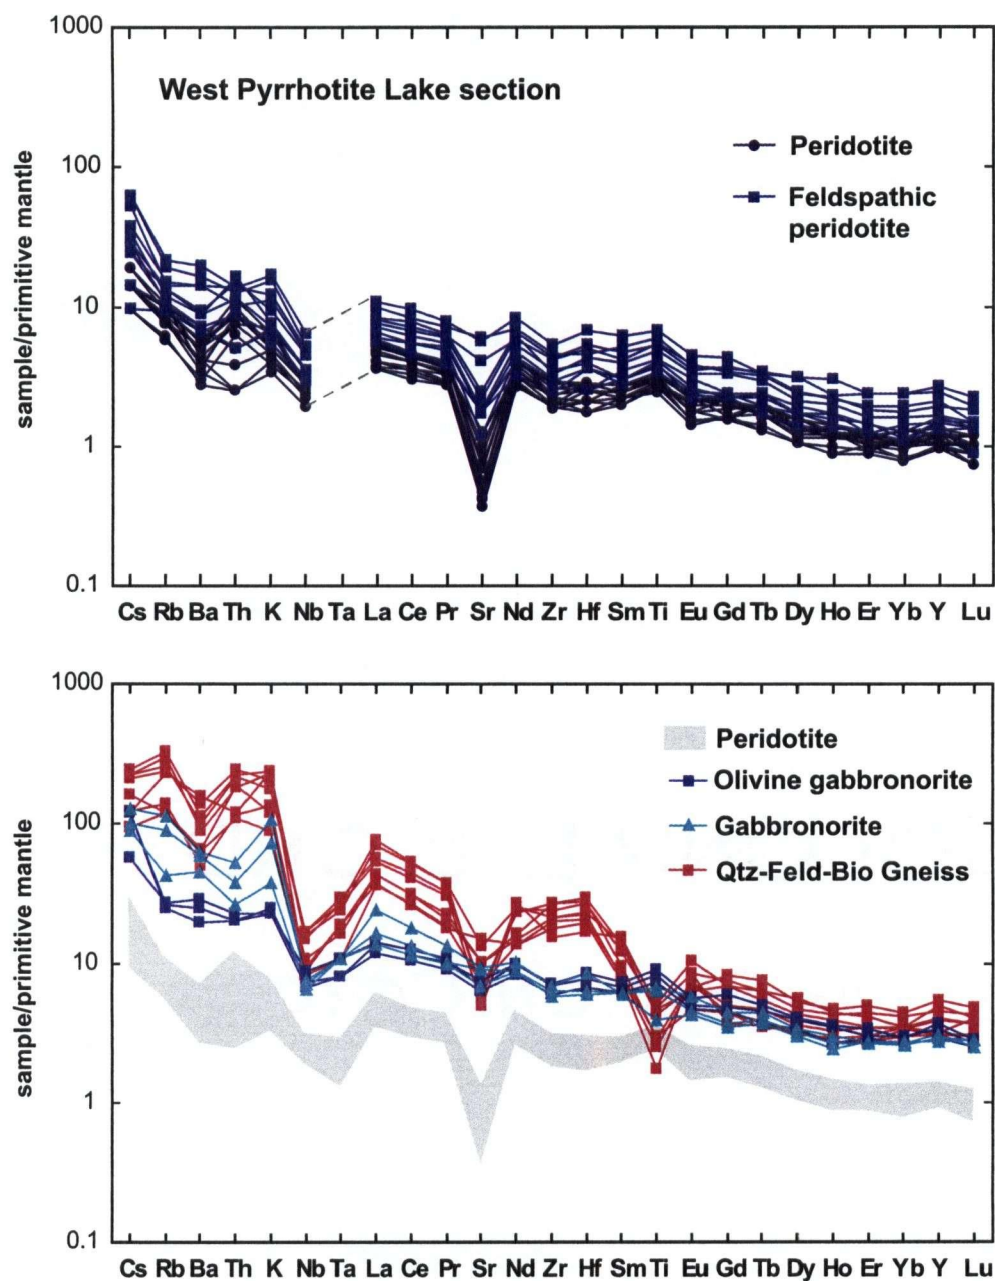 1000
West Pyrrhotite Lake section
Peridotite
100
Feldspathic
peridotite
sample/primitive mantle
10
1
0.1
Cs Rb Ba Th K Nb Ta La Ce Pr Sr Nd Zr Hf Sm Ti Eu Gd Tb Dy Ho Er Yb Y Lu
1000
Peridotite
Olivine gabbronorite
100
Gabbronorite
Qtz-Feld-Bio Gneiss
sample/primitive mantle
10
1
0.1
Cs Rb Ba Th K Nb Ta La Ce Pr Sr Nd Zr Hf Sm Ti Eu Gd Tb Dy Ho Er Yb Y Lu